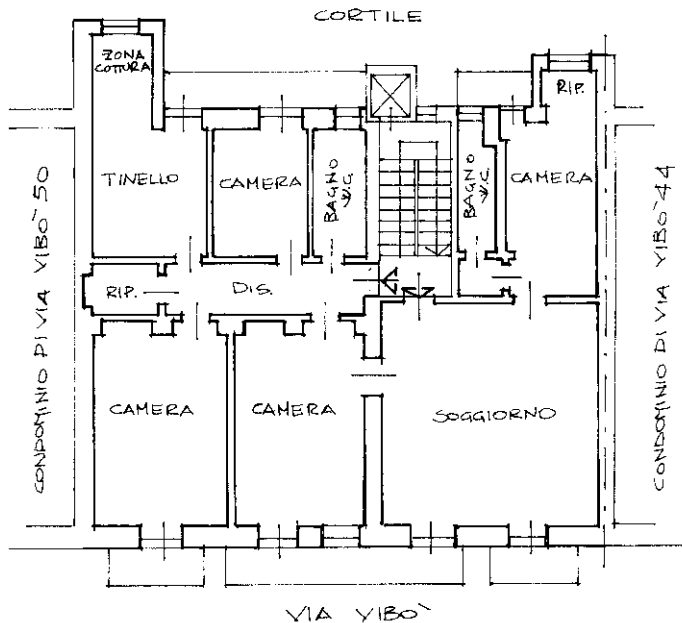 CORTILE
ZONA
COTTURA
RIP.
TINELLO
CAMERA
BAGNO
W.C.
BAGNO
W.C.
CAMERA
CONDOMINIO DI VIA VIBO' 50
CONDOMINIO DI VIA VIBO' 44
RIP.
DIS.
CAMERA
CAMERA
SOGGIORNO
VIA VIBO'